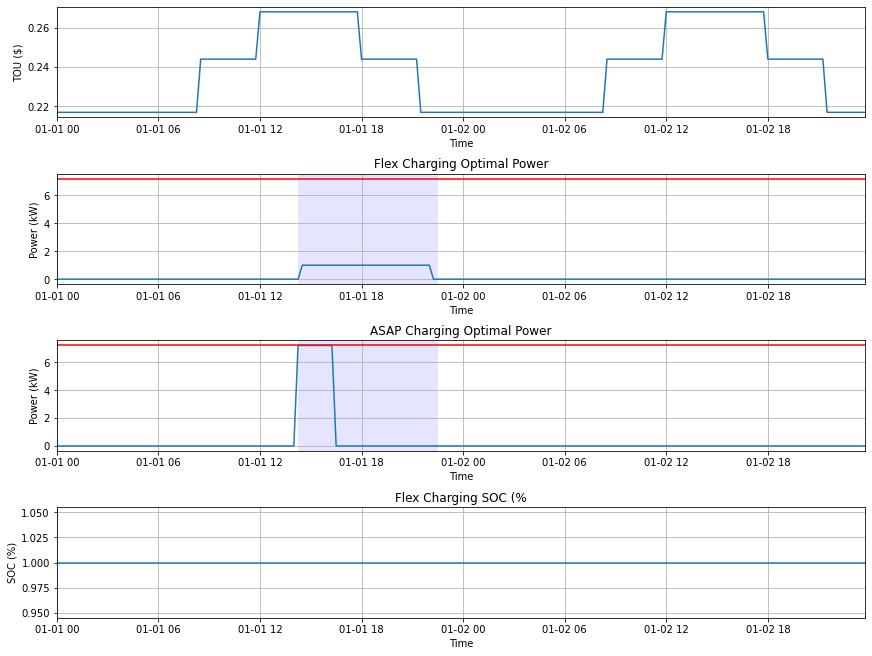 0.26
0.24
0.22
TOU ($)
01-01 00 01-01 06 01-01 12 01-01 18 01-02 00 01-02 06 01-02 12 01-02 18
Time
Flex Charging Optimal Power
6
4
2
0
Power (kW)
01-01 00 01-01 06 01-01 12 01-01 18 01-02 00 01-02 06 01-02 12 01-02 18
Time
ASAP Charging Optimal Power
6
4
2
0
Power (kW)
01-01 00 01-01 06 01-01 12 01-01 18 01-02 00 01-02 06 01-02 12 01-02 18
Time
Flex Charging SOC (%
1.050
1.025
1.000
0.975
0.950
SOC (%)
01-01 00 01-01 06 01-01 12 01-01 18 01-02 00 01-02 06 01-02 12 01-02 18
Time